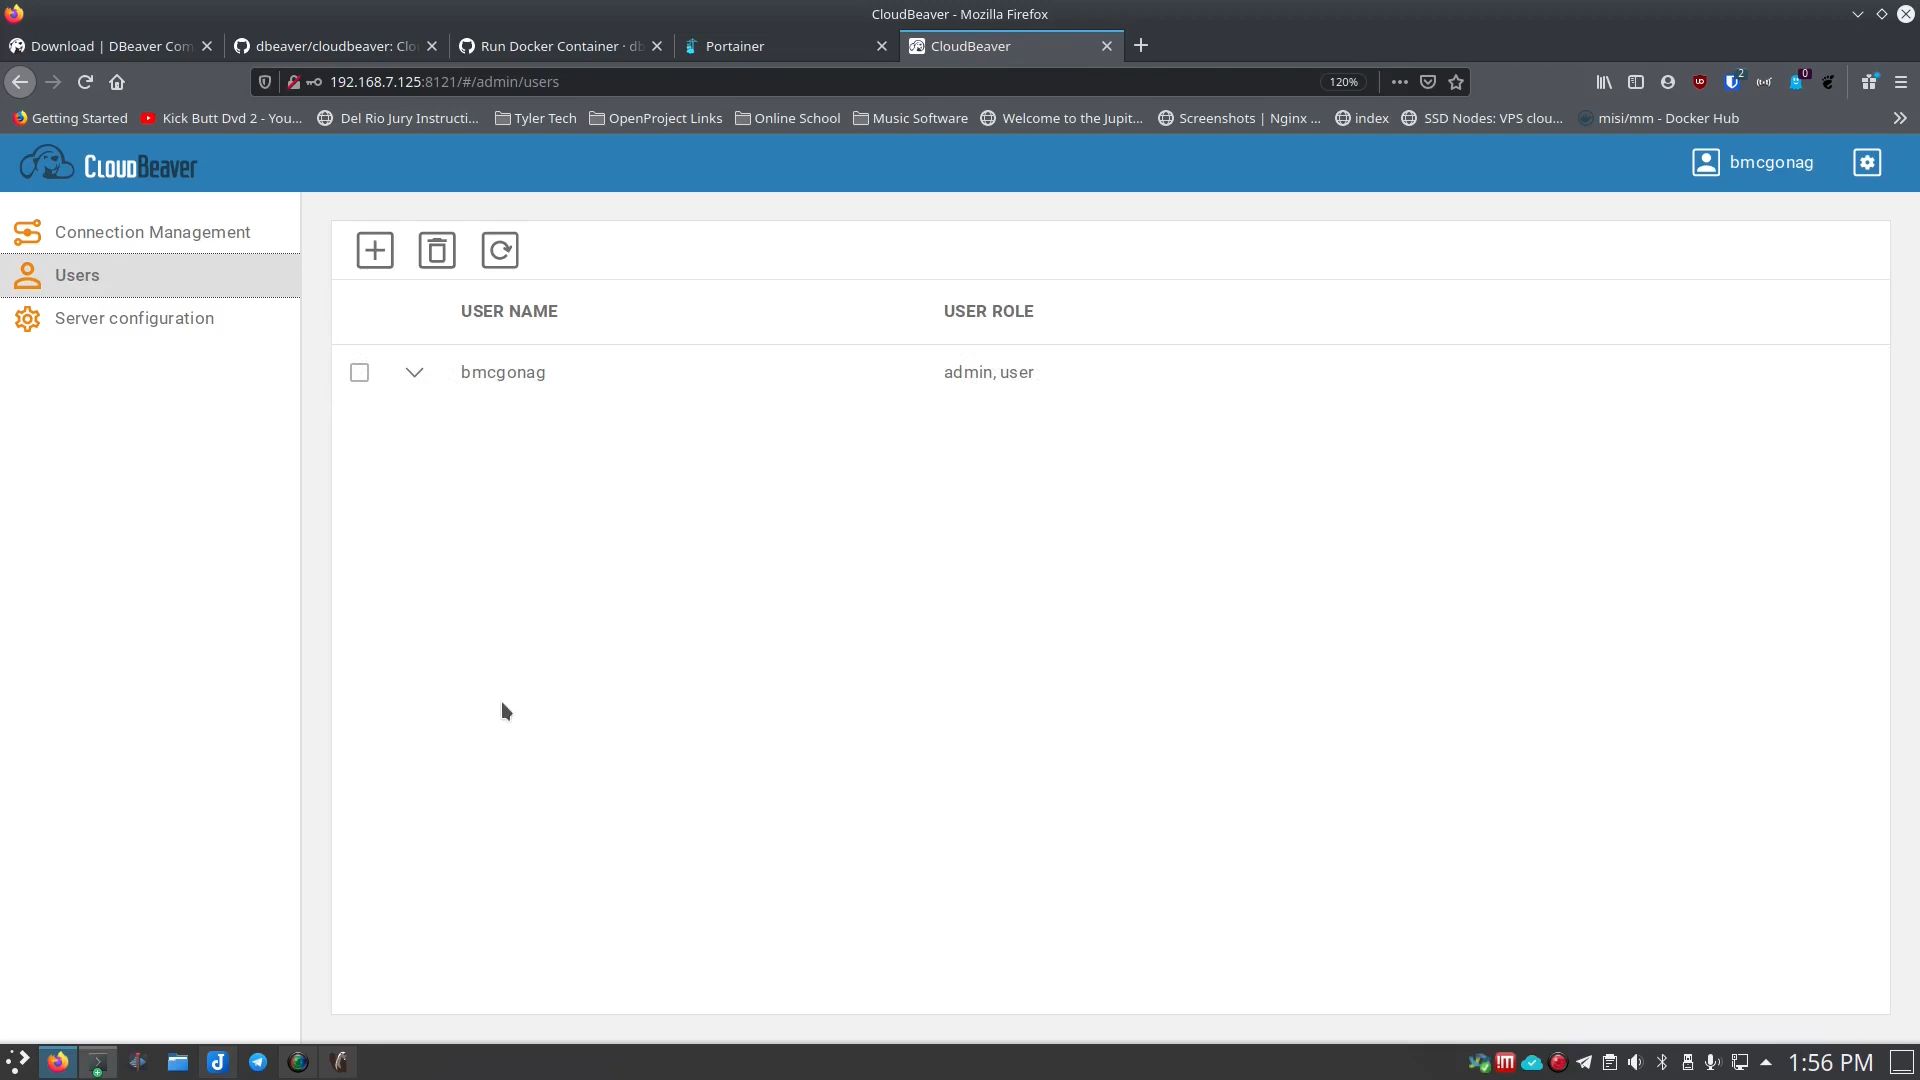 CloudBeaver - Mozilla Firefox
Download | DBeaver Com
dbeaver/cloudbeaver: Clo
Run Docker Container · db
Portainer
CloudBeaver
192.168.7.125:8121/#/admin/users
120%
2
0
Getting Started
Kick Butt Dvd 2 - You...
Del Rio Jury Instructi...
Tyler Tech
OpenProject Links
Online School
Music Software
Welcome to the Jupit...
Screenshots | Nginx ...
index
SSD Nodes: VPS clou...
misi/mm - Docker Hub
CLOUDBEAVER
bmcgonag
Connection Management
Users
Server configuration
USER NAME
USER ROLE
bmcgonag
admin, user
1:56 PM